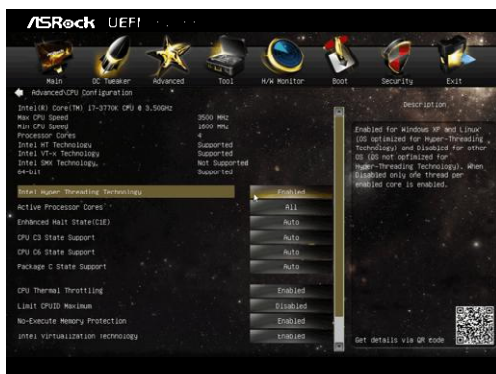 ASRock UEFI
Main OC Tweaker Advanced Tool H/W Monitor Boot Security Exit
Advanced\CPU Configuration
Intel(R) Core(TM) i7-3770K CPU @ 3.50GHz
Max CPU Speed 3500 MHz
Min CPU Speed 1600 MHz
Processor Cores 4
Intel HT Technology Supported
Intel VT-x Technology Supported
Intel SMX Technology Not Supported
64-bit Supported
Intel Hyper Threading Technology Enabled
Active Processor Cores All
Enhanced Halt State(C1E) Auto
CPU C3 State Support Auto
CPU C6 State Support Auto
Package C State Support Auto
CPU Thermal Throttling Enabled
Limit CPUID Maximum Disabled
No-Execute Memory Protection Enabled
Intel Virtualization Technology Enabled
Description
Enabled for Windows XP and Linux
(OS optimized for Hyper-Threading
Technology) and Disabled for other
OS (OS not optimized for
Hyper-Threading Technology). When
Disabled only one thread per
enabled core is enabled.
Get details via QR code